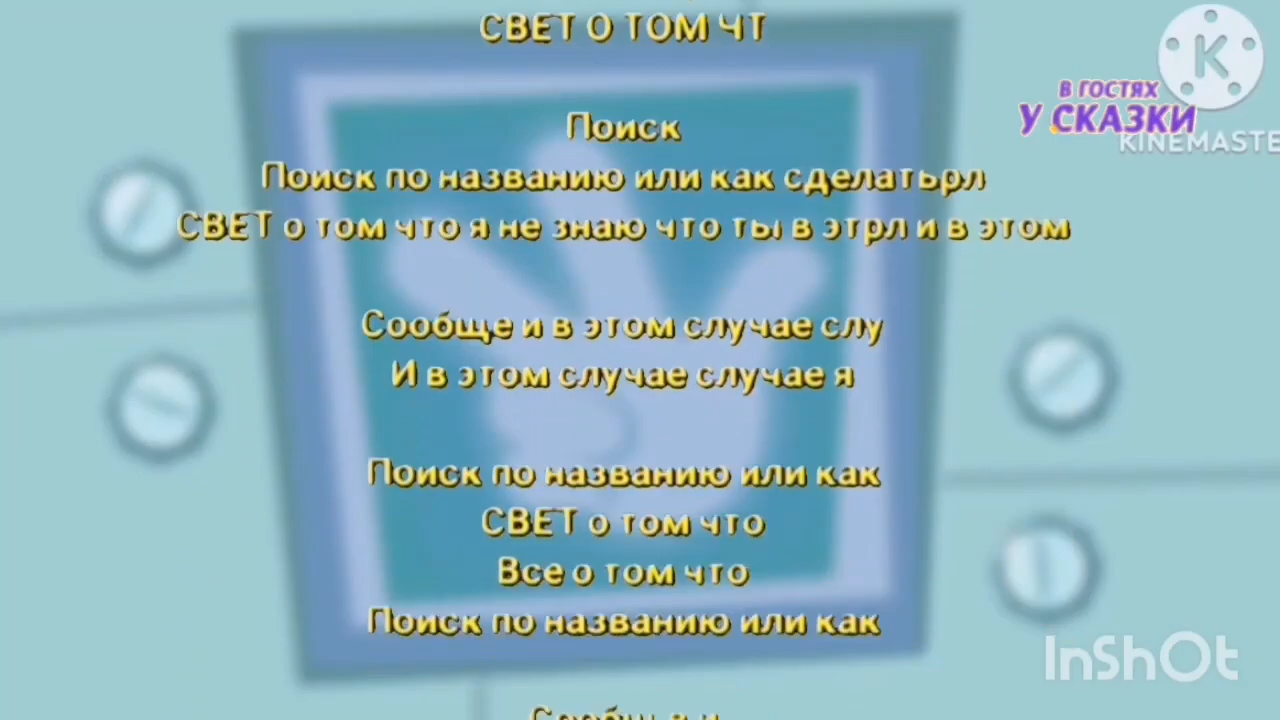 СВЕТ О ТОМ ЧТ
В ГОСТЯХ
У СКАЗКИ
KINEMASTE
Поиск
Поиск по названию или как сделатьрл
СВЕТ о том что я не знаю что ты в этрл и в этом
Сообще и в этом случае слу
И в этом случае случае я
Поиск по названию или как
СВЕТ о том что
Все о том что
Поиск по названию или как
InShOt